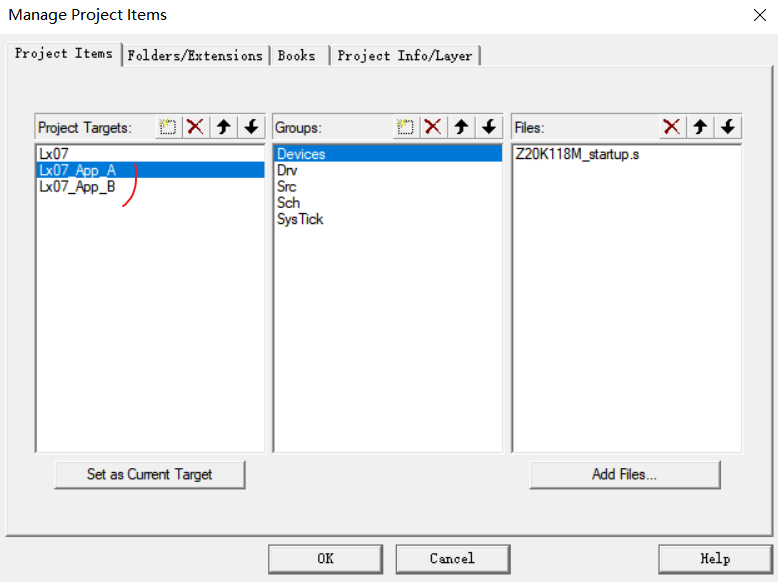 Manage Project Items
Project Items
Folders/Extensions
Books
Project Info/Layer
Project Targets:
Groups:
Files:
Lx07
Lx07_App_A
Lx07_App_B
Devices
Drv
Src
Sch
SysTick
Z20K118M_startup.s
Set as Current Target
Add Files...
OK
Cancel
Help